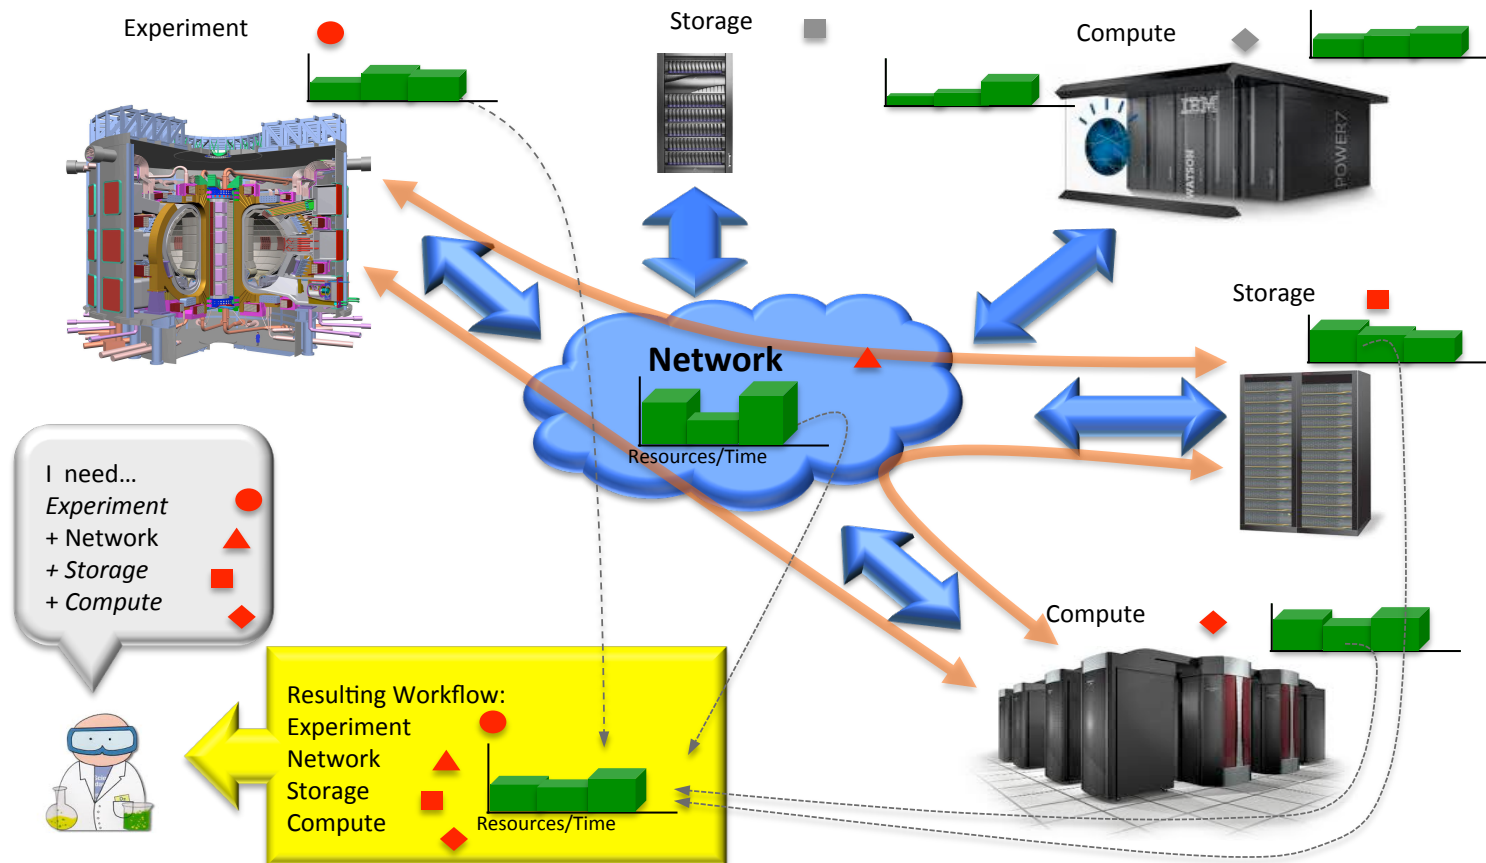 Experiment
Storage
Compute
IBM
WATSON
POWER7
Storage
Network
Resources/Time
I need...
Experiment
+ Network
+ Storage
+ Compute
Compute
Resulting Workflow:
Experiment
Network
Storage
Compute
Resources/Time